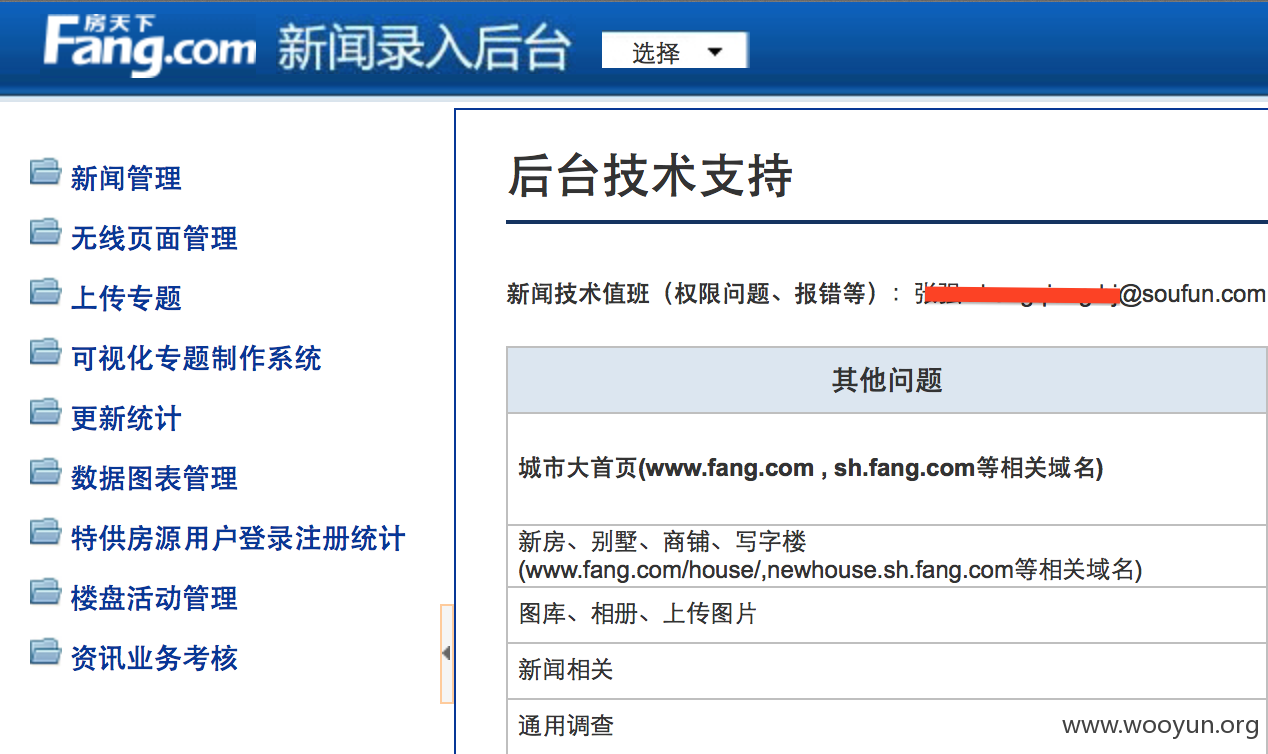 房天下
Fang.com 新闻录入后台 选择
新闻管理
无线页面管理
上传专题
可视化专题制作系统
更新统计
数据图表管理
特供房源用户登录注册统计
楼盘活动管理
资讯业务考核
后台技术支持
新闻技术值班（权限问题、报错等）：张 @soufun.com
其他问题
城市大首页(www.fang.com , sh.fang.com等相关域名)
新房、别墅、商铺、写字楼
(www.fang.com/house/,newhouse.sh.fang.com等相关域名)
图库、相册、上传图片
新闻相关
通用调查
www.wooyun.org